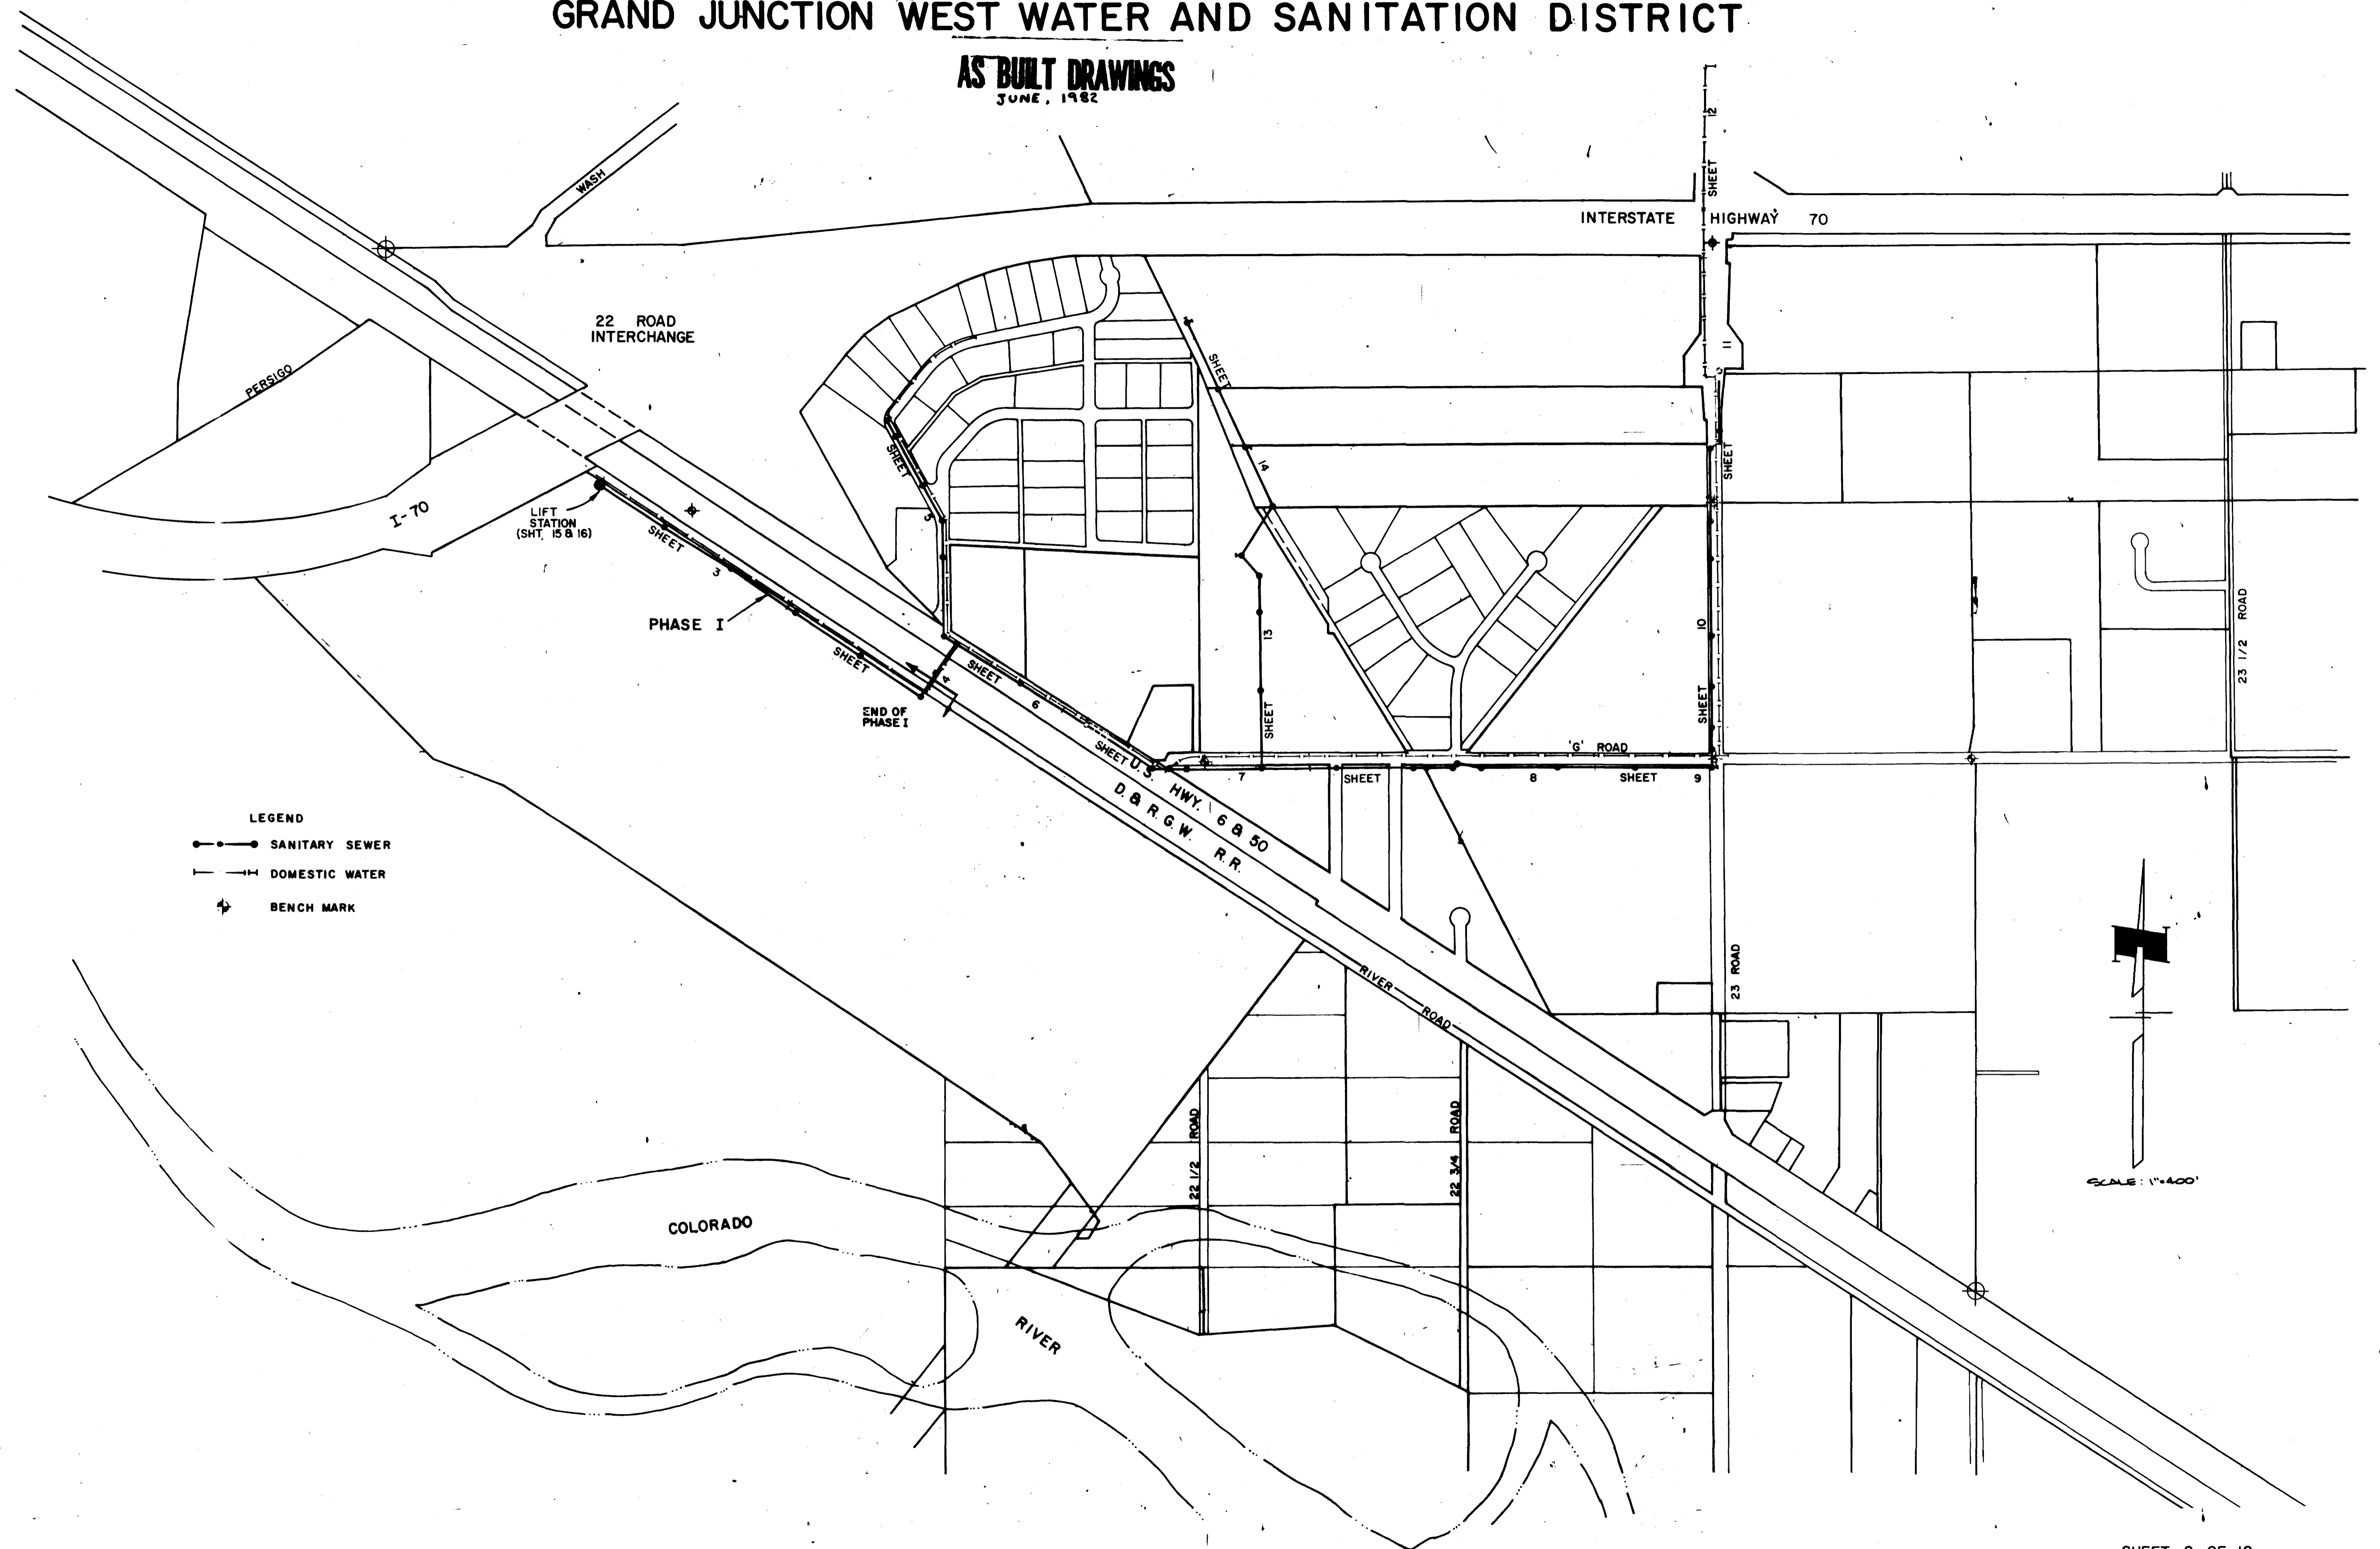 GRAND JUNCTION WEST WATER AND SANITATION DISTRICT
AS BUILT DRAWINGS
JUNE, 1982
WASH
SHEET
12
INTERSTATE HIGHWAY 70
22 ROAD
INTERCHANGE
PERSIGO
I-70
LIFT
STATION
(SHT. 15 & 16)
SHEET
3
PHASE I
SHEET
4
END OF
PHASE I
SHEET
5
SHEET
6
SHEET
SHEET
14
13
SHEET
11
SHEET
10
SHEET
'G' ROAD
7
SHEET
8
SHEET
9
U.S. HWY. 6 & 50
D. & R. G. W. R. R.
RIVER ROAD
23 1/2 ROAD
23 ROAD
22 1/2 ROAD
22 3/4 ROAD
LEGEND
SANITARY SEWER
DOMESTIC WATER
BENCH MARK
COLORADO
RIVER
N
SCALE: 1"=400'